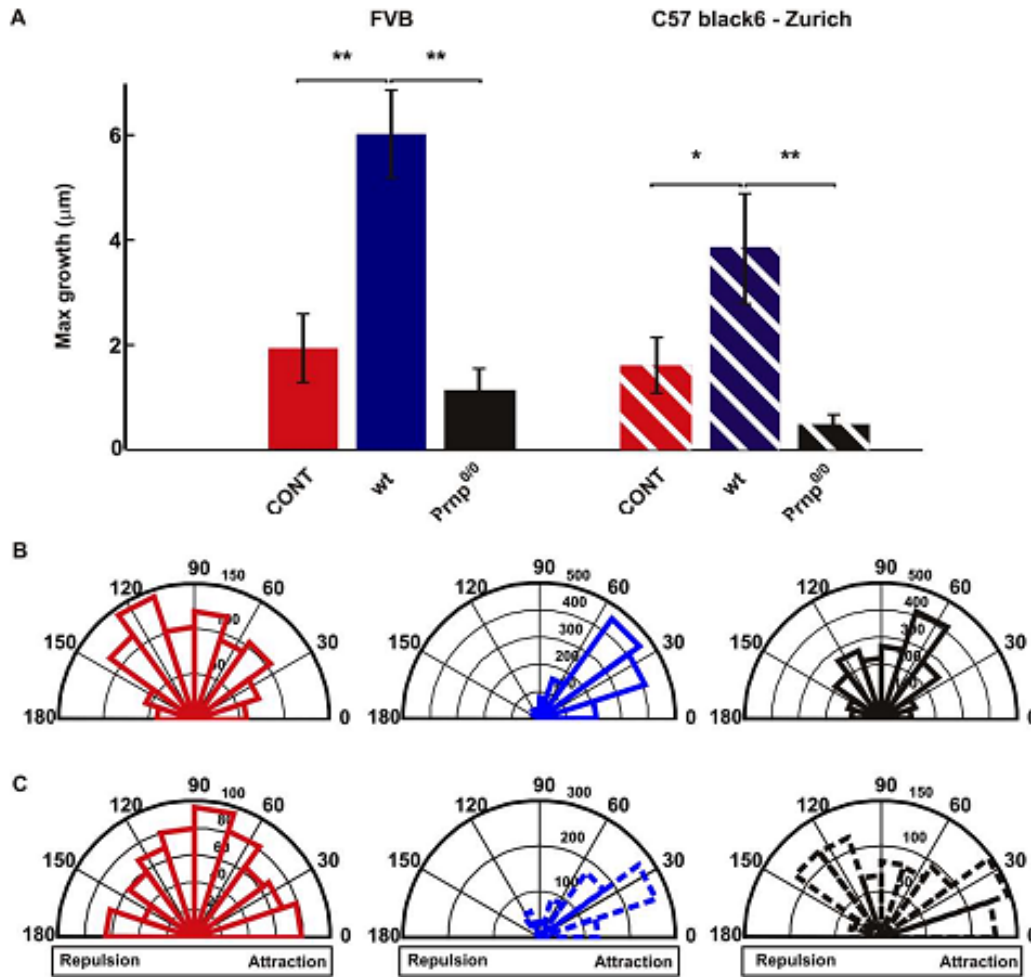 A
FVB
C57 black6 - Zurich
** **
* **
Max growth (μm)
6
4
2
0
CONT wt Prnp0/0 CONT wt Prnp0/0
B
90 150 120 60 150 30 180 0
90 500 400 300 200 120 60 150 30 180 0
90 500 400 300 120 60 150 30 180 0
C
90 100 120 60 150 30 180 0
90 300 200 100 120 60 150 30 180 0
90 150 100 120 60 150 30 180 0
Repulsion Attraction Repulsion Attraction Repulsion Attraction